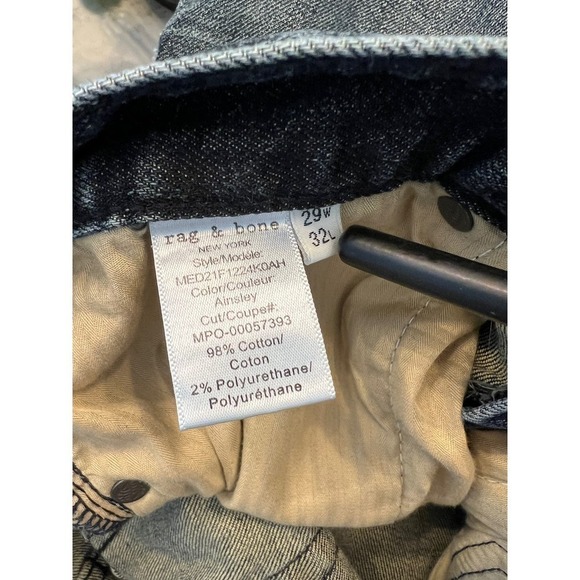 rag & bone
NEW YORK
Style/Modèle:
MED21F1224K0AH
Color/Couleur:
Ainsley
Cut/Coupe#:
MPO-00057393
98% Cotton/
Coton
2% Polyurethane/
Polyuréthane
29W
32L